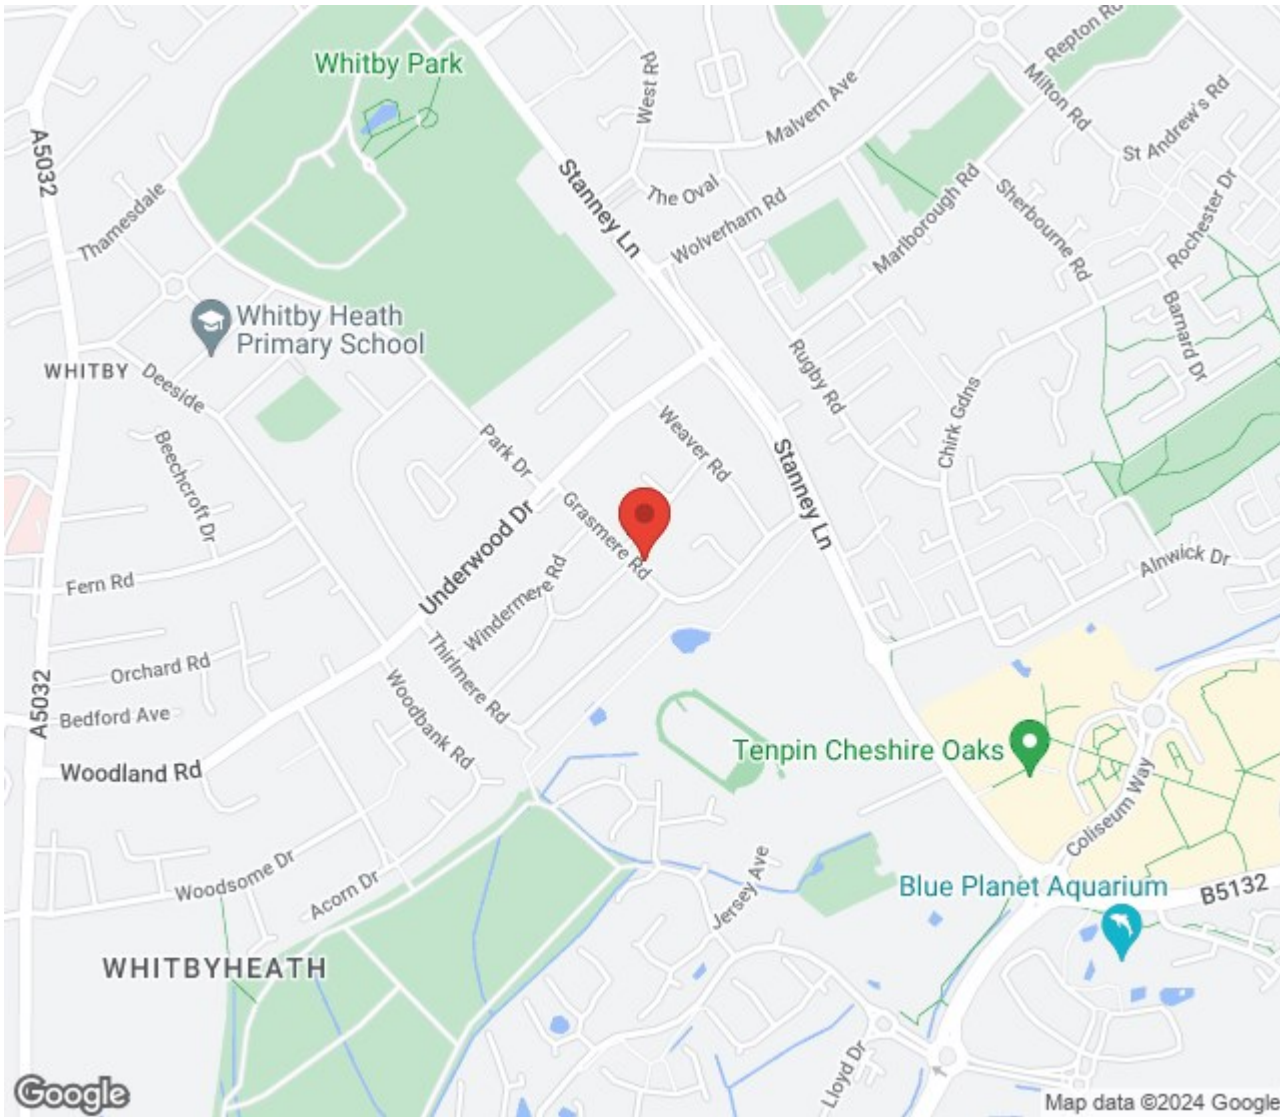 Whitby Park
West Rd
Malvern Ave
Repton Rd
Milton Rd
St Andrew's Rd
A5032
Thamesdale
Stanney Ln
The Oval
Wolverham Rd
Marlborough Rd
Sherbourne Rd
Rochester Dr
Barnard Dr
Whitby Heath
Primary School
WHITBY
Deeside
Beechcroft Dr
Park Dr
Rugby Rd
Chirk Gdns
Weaver Rd
Stanney Ln
Grasmere Rd
Underwood Dr
Windermere Rd
Alnwick Dr
Fern Rd
Orchard Rd
Thirlmere Rd
Woodbank Rd
A5032
Bedford Ave
Woodland Rd
Tenpin Cheshire Oaks
Coliseum Way
Woodsome Dr
Acorn Dr
Jersey Ave
Blue Planet Aquarium
B5132
WHITBYHEATH
Lloyd Dr
Google
Map data ©2024 Google